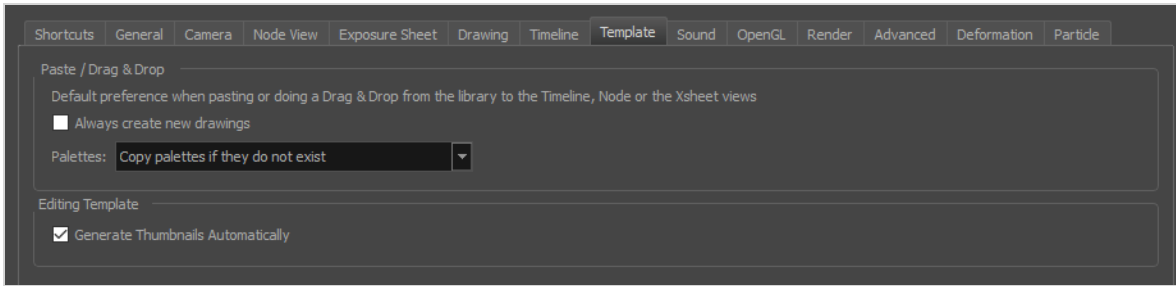 Shortcuts General Camera Node View Exposure Sheet Drawing Timeline Template Sound OpenGL Render Advanced Deformation Particle
Paste / Drag & Drop
Default preference when pasting or doing a Drag & Drop from the library to the Timeline, Node or the Xsheet views
Always create new drawings
Palettes: Copy palettes if they do not exist
Editing Template
Generate Thumbnails Automatically